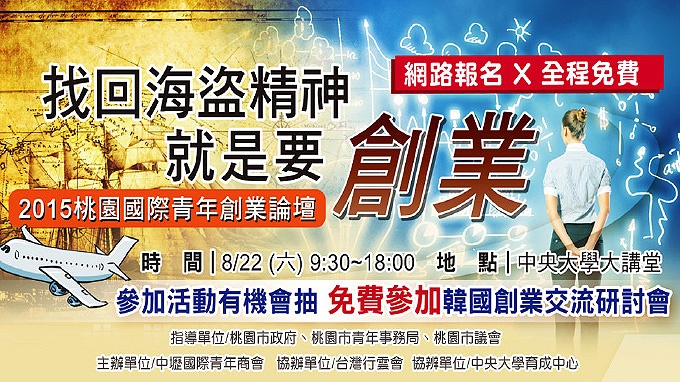 網路報名 X 全程免費
找回海盜精神
就是要
創業
2015桃園國際青年創業論壇
時 間|8/22 (六) 9:30~18:00 地 點|中央大學大講堂
參加活動有機會抽 免費參加韓國創業交流研討會
指導單位/桃園市政府、桃園市青年事務局、桃園市議會
主辦單位/中壢國際青年商會 協辦單位/台灣行雲會 協辨單位/中央大學育成中心